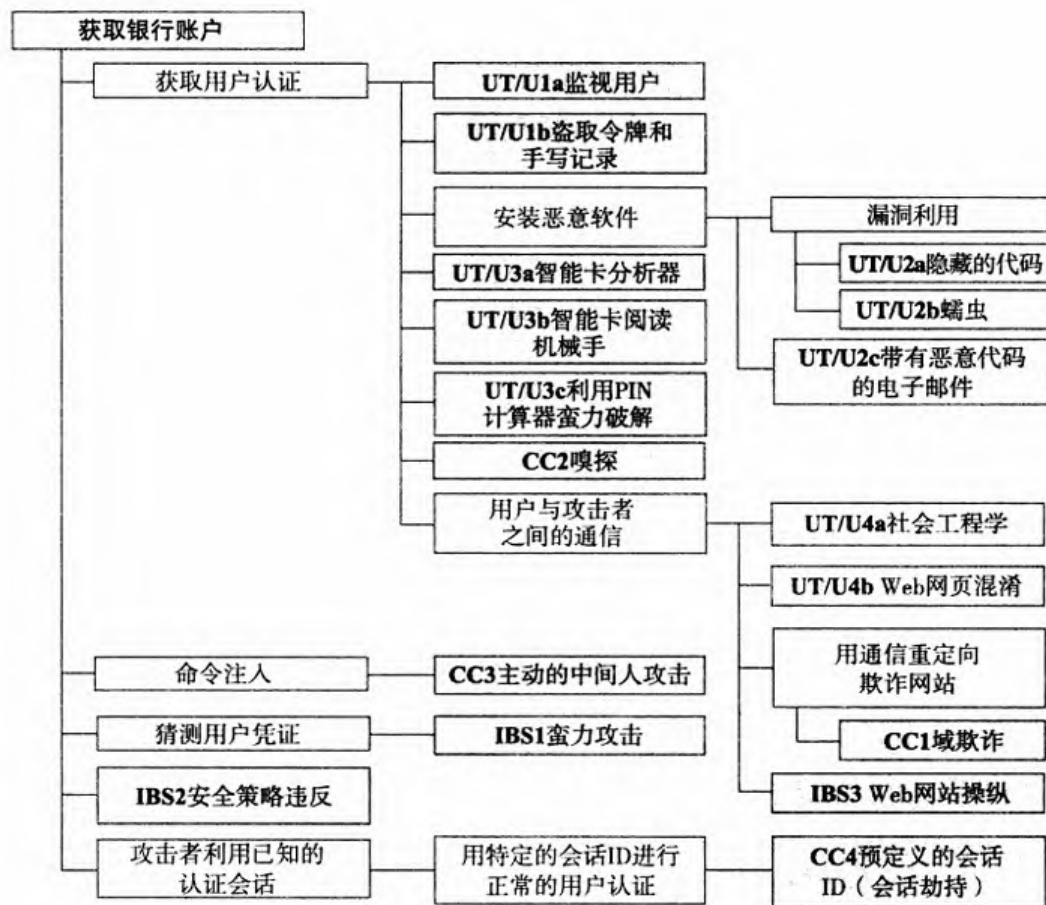 获取银行账户
获取用户认证
UT/U1a监视用户
UT/U1b盗取令牌和
手写记录
安装恶意软件
漏洞利用
UT/U2a隐藏的代码
UT/U2b蠕虫
UT/U2c带有恶意代码
的电子邮件
UT/U3a智能卡分析器
UT/U3b智能卡阅读
机械手
UT/U3c利用PIN
计算器蛮力破解
CC2嗅探
用户与攻击者
之间的通信
UT/U4a社会工程学
UT/U4b Web网页混淆
用通信重定向
欺诈网站
CC1域欺诈
IBS3 Web网站操纵
命令注人
CC3主动的中间人攻击
猜测用户凭证
IBS1蛮力攻击
IBS2安全策略违反
攻击者利用已知的
认证会话
用特定的会话ID进行
正常的用户认证
CC4预定义的会话
ID（会话劫持）